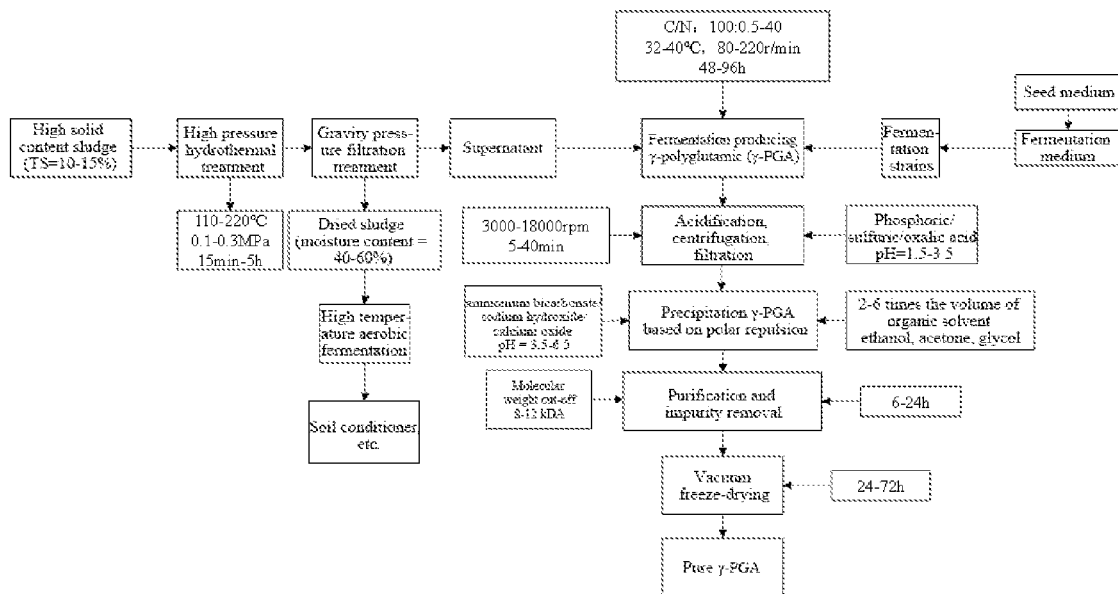 C/N： 100:0.5-40
32-40℃， 80-220r/min
48-96h
Seed medium
High solid
content sludge
(TS=10-15%)
High pressure
hydrothermal
treatment
Gravity press-
ure filtration
treatment
Supernatant
Fermentation producing
γ-polyglutamic (γ-PGA)
Fermen-
tation
strains
Fermentation
medium
110-220℃
0.1-0.3MPa
15min-5h
Dried sludge
(moisture content =
40-60%)
3000-18000rpm
5-40min
Acidification,
centrifugation,
filtration
Phosphoric/
sulfuric/oxalic acid
pH=1.5-3.5
High temper-
ature aerobic
fermentation
ammonium bicarbonate/
sodium hydroxide/
calcium oxide
pH = 3.5-6.5
Precipitation γ-PGA
based on polar repulsion
2-6 times the volume of
organic solvent
ethanol, acetone, glycol
Soil conditioner,
etc.
Molecular
weight cut-off
8-12 kDA
Purification and
impurity removal
6-24h
Vacuum
freeze-drying
24-72h
Pure γ-PGA